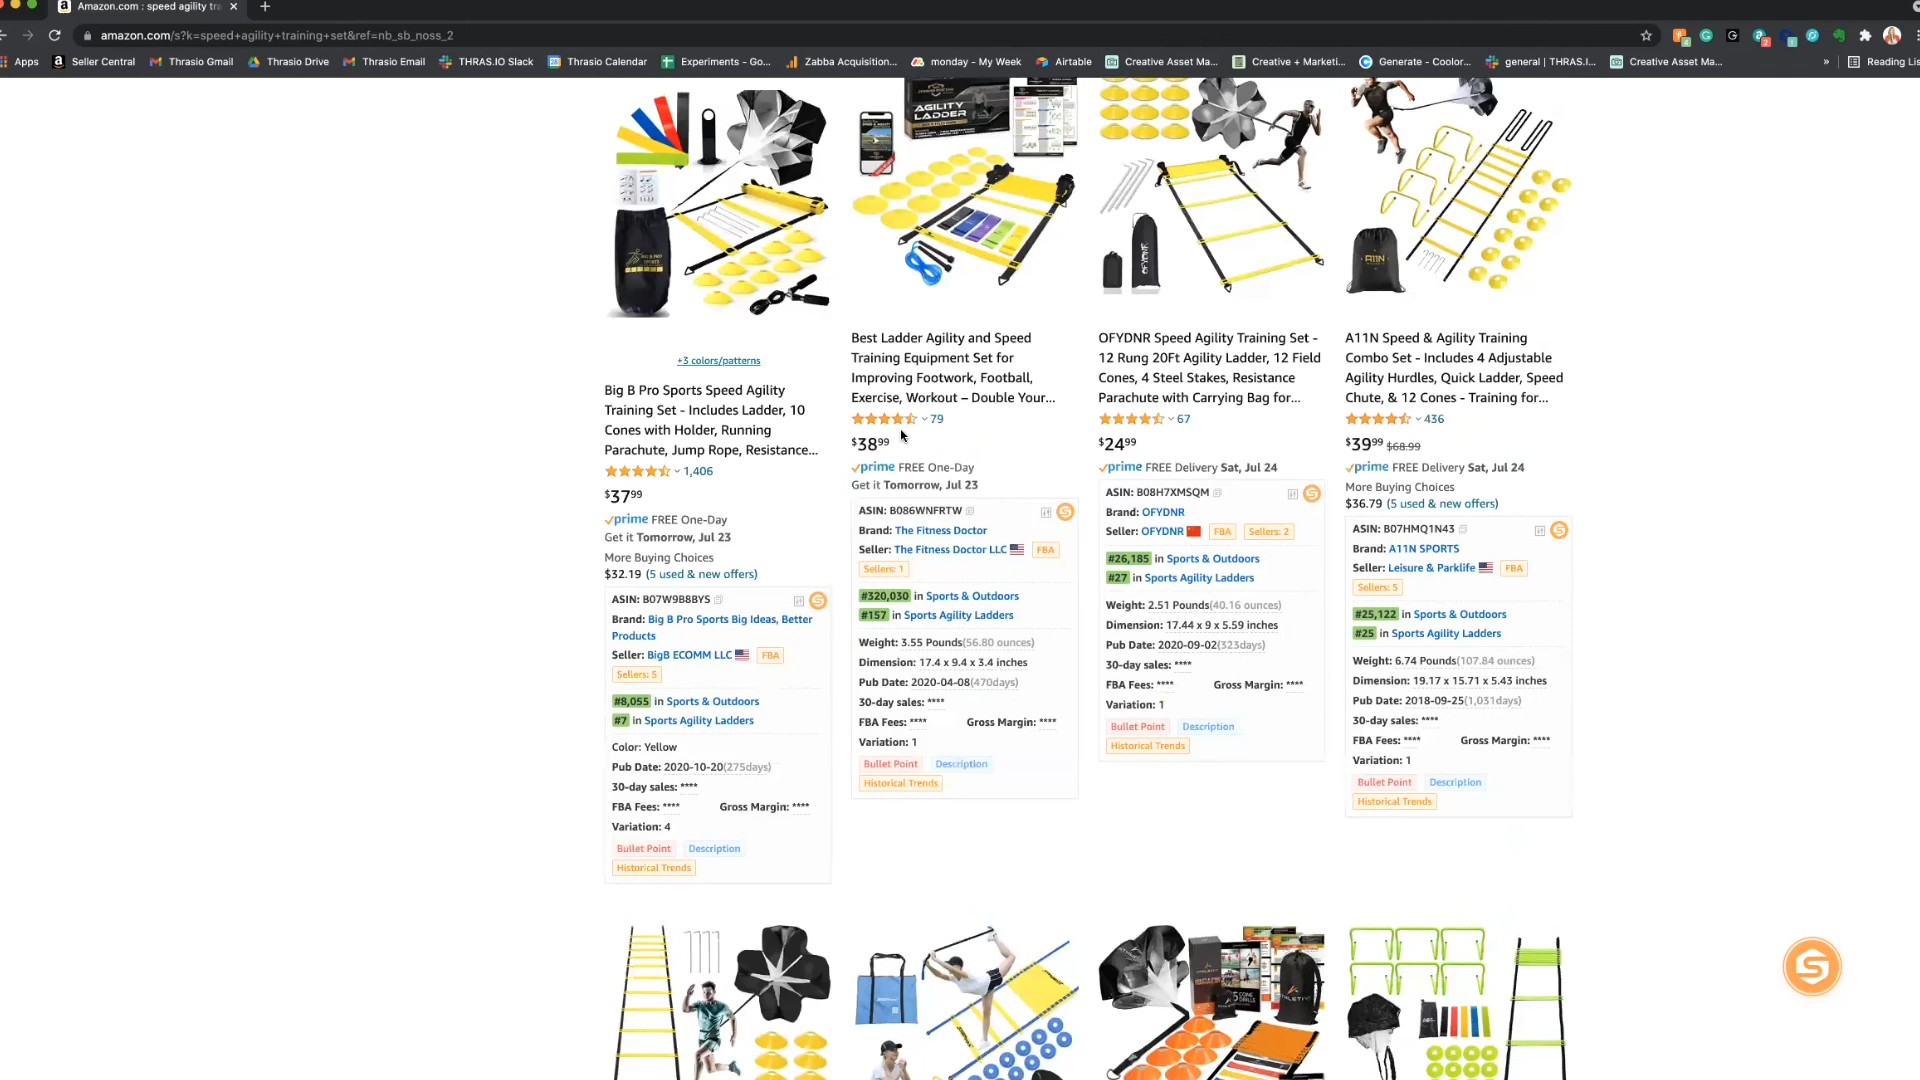 Amazon.com : speed agility tra
amazon.com/s?k=speed+agility+training+set&ref=nb_sb_noss_2
Apps
Seller Central
Thrasio Gmail
Thrasio Drive
Thrasio Email
THRAS.IO Slack
Thrasio Calendar
Experiments - Go...
Zabba Acquisition...
monday - My Week
Airtable
Creative Asset Ma...
Creative + Marketi...
Generate - Coolor...
general | THRAS.I...
Creative Asset Ma...
»
Reading Lis
+3 colors/patterns
Big B Pro Sports Speed Agility
Training Set - Includes Ladder, 10
Cones with Holder, Running
Parachute, Jump Rope, Resistance...
1,406
$37.99
prime FREE One-Day
Get it Tomorrow, Jul 23
More Buying Choices
$32.19 (5 used & new offers)
ASIN: B07W9B8BYS
Brand: Big B Pro Sports Big Ideas, Better
Products
Seller: BigB ECOMM LLC FBA
Sellers: 5
#8,055 in Sports & Outdoors
#7 in Sports Agility Ladders
Color: Yellow
Pub Date: 2020-10-20(275days)
30-day sales: ****
FBA Fees: **** Gross Margin: ****
Variation: 4
Bullet Point Description
Historical Trends
AGILITY
LADDER
Best Ladder Agility and Speed
Training Equipment Set for
Improving Footwork, Football,
Exercise, Workout – Double Your...
79
$38.99
prime FREE One-Day
Get it Tomorrow, Jul 23
ASIN: B086WNFRTW
Brand: The Fitness Doctor
Seller: The Fitness Doctor LLC FBA
Sellers: 1
#320,030 in Sports & Outdoors
#157 in Sports Agility Ladders
Weight: 3.55 Pounds(56.80 ounces)
Dimension: 17.4 x 9.4 x 3.4 inches
Pub Date: 2020-04-08(470days)
30-day sales: ****
FBA Fees: **** Gross Margin: ****
Variation: 1
Bullet Point Description
Historical Trends
OFYDNR
OFYDNR Speed Agility Training Set -
12 Rung 20Ft Agility Ladder, 12 Field
Cones, 4 Steel Stakes, Resistance
Parachute with Carrying Bag for...
67
$24.99
prime FREE Delivery Sat, Jul 24
ASIN: B08H7XMSQM
Brand: OFYDNR
Seller: OFYDNR FBA Sellers: 2
#26,185 in Sports & Outdoors
#27 in Sports Agility Ladders
Weight: 2.51 Pounds(40.16 ounces)
Dimension: 17.44 x 9 x 5.59 inches
Pub Date: 2020-09-02(323days)
30-day sales: ****
FBA Fees: **** Gross Margin: ****
Variation: 1
Bullet Point Description
Historical Trends
A11N
A11N Speed & Agility Training
Combo Set - Includes 4 Adjustable
Agility Hurdles, Quick Ladder, Speed
Chute, & 12 Cones - Training for...
436
$39.99 $68.99
prime FREE Delivery Sat, Jul 24
More Buying Choices
$36.79 (5 used & new offers)
ASIN: B07HMQ1N43
Brand: A11N SPORTS
Seller: Leisure & Parklife FBA
Sellers: 5
#25,122 in Sports & Outdoors
#25 in Sports Agility Ladders
Weight: 6.74 Pounds(107.84 ounces)
Dimension: 19.17 x 15.71 x 5.43 inches
Pub Date: 2018-09-25(1,031days)
30-day sales: ****
FBA Fees: **** Gross Margin: ****
Variation: 1
Bullet Point Description
Historical Trends